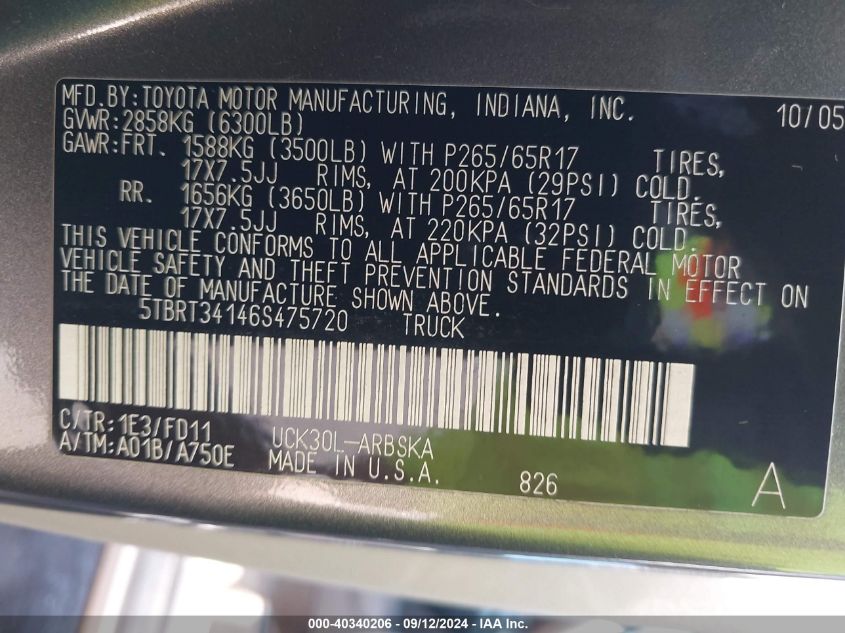 MFD.BY:TOYOTA MOTOR MANUFACTURING, INDIANA, INC. 10/05
GVWR:2858KG (6300LB)
GAWR:FRT. 1588KG (3500LB) WITH P265/65R17 TIRES,
17X7.5JJ RIMS, AT 200KPA (29PSI) COLD.
RR. 1656KG (3650LB) WITH P265/65R17 TIRES,
17X7.5JJ RIMS, AT 220KPA (32PSI) COLD.
THIS VEHICLE CONFORMS TO ALL APPLICABLE FEDERAL MOTOR
VEHICLE SAFETY AND THEFT PREVENTION STANDARDS IN EFFECT ON
THE DATE OF MANUFACTURE SHOWN ABOVE.
5TBRT34146S475720 TRUCK
C/TR:1E3/FD11 UCK30L-ARBSKA
A/TM:A01B/A750E MADE IN U.S.A. 826 A
000-40340206 - 09/12/2024 - IAA Inc.